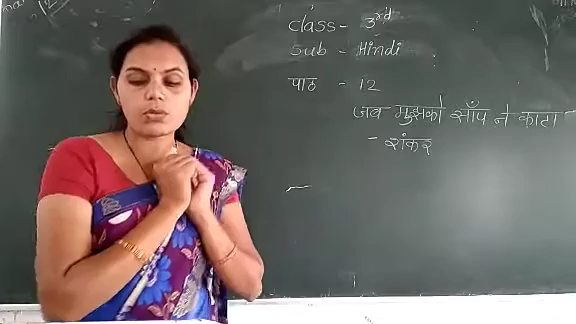 Class - 3rd
Sub - Hindi
पाठ - 12
जब मुझको साँप ने काटा -
- शंकर